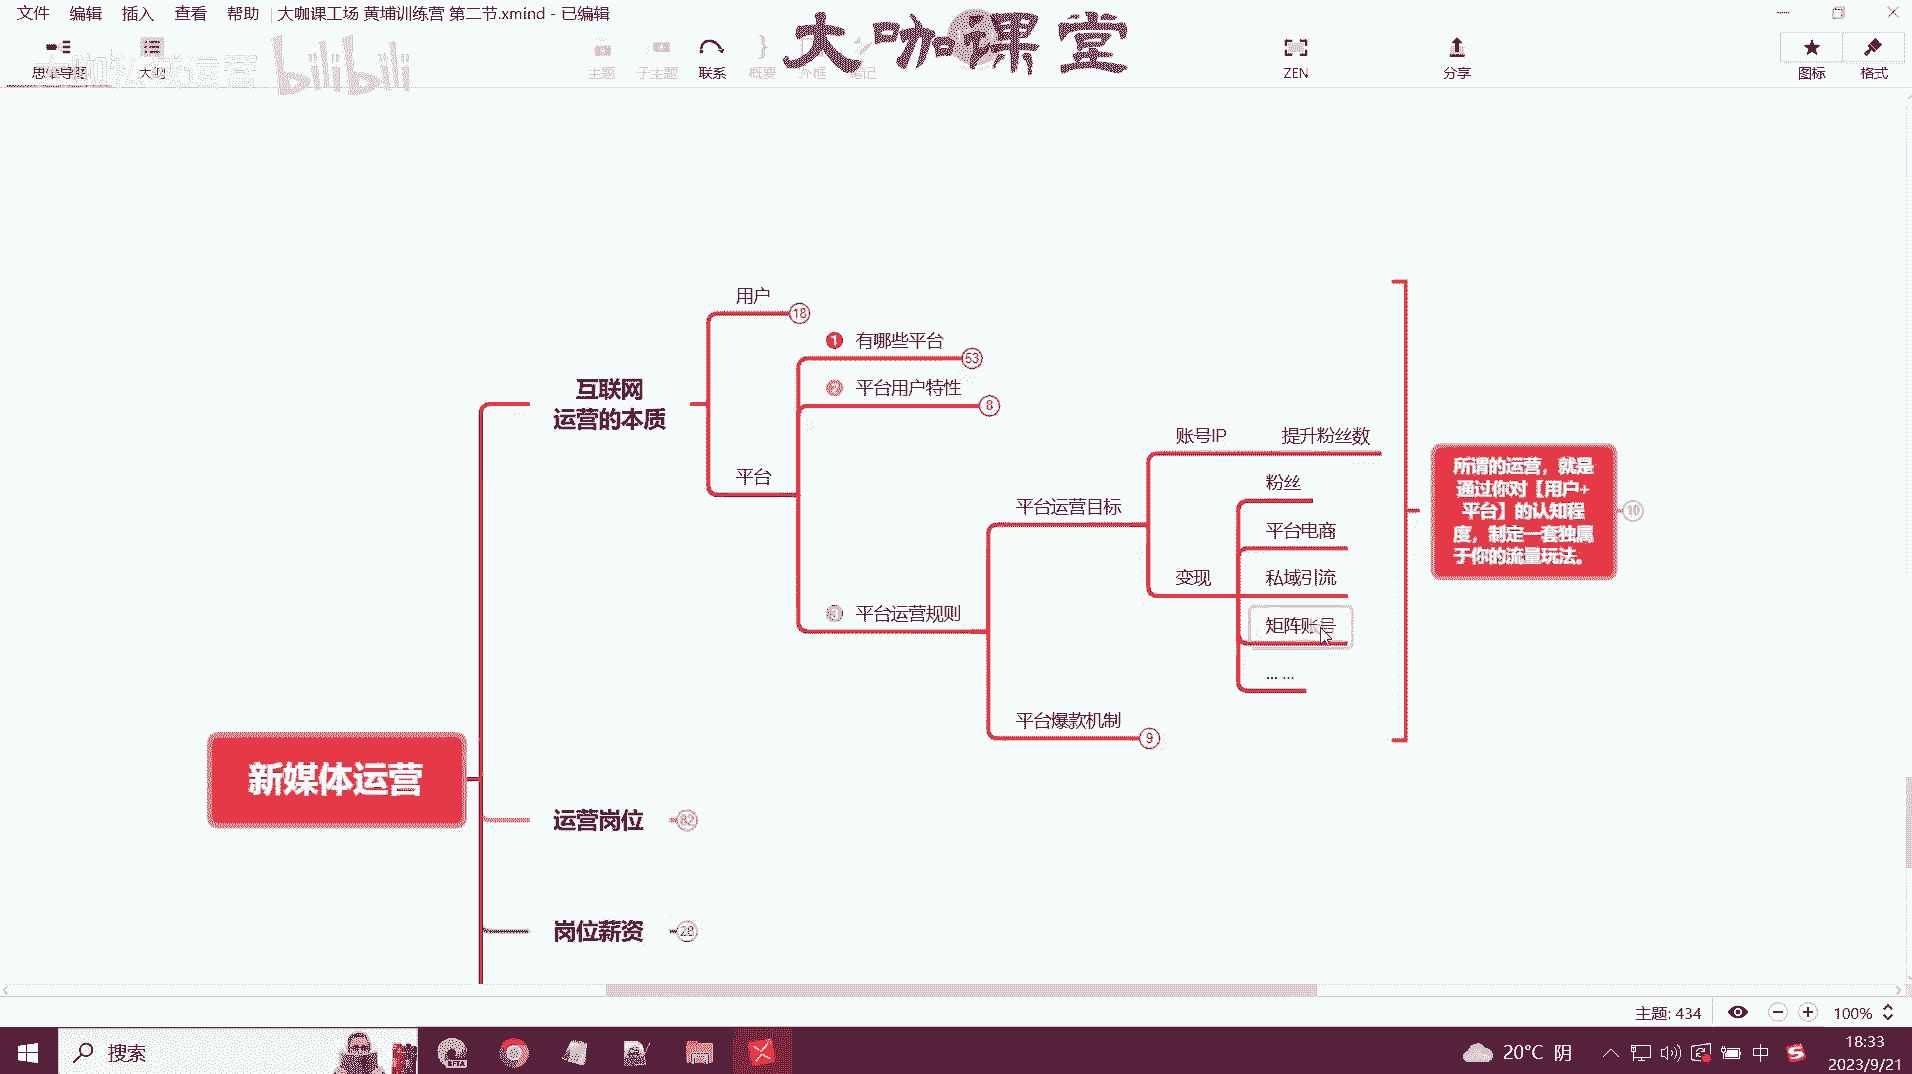 文件 编辑 插入 查看 帮助 大咖课工场 黄埔训练营 第二节.xmind - 已编辑
大咖课堂
bilibili
思维导图 大纲 主题 子主题 联系 概要 外框 笔记 ZEN 分享 图标 格式
用户
18
1 有哪些平台
53
2 平台用户特性
8
互联网
运营的本质
平台
账号IP 提升粉丝数
粉丝
平台运营目标
平台电商
变现
私域引流
3 平台运营规则
矩阵账号
... ...
平台爆款机制
9
所谓的运营，就是
通过你对【用户+
平台】的认知程
度，制定一套独属
于你的流量玩法。
10
新媒体运营
运营岗位
82
岗位薪资
28
主题: 434
100%
搜索
BETA
20°C 阴
中
18:33
2023/9/21